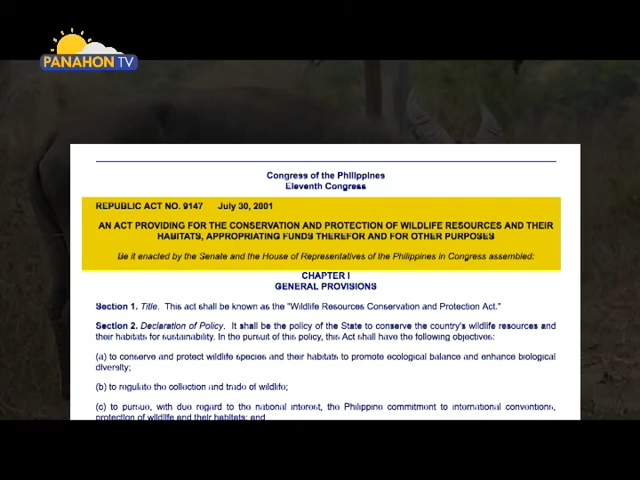 PANAHON TV
Congress of the Philippines
Eleventh Congress
REPUBLIC ACT NO. 9147 July 30, 2001
AN ACT PROVIDING FOR THE CONSERVATION AND PROTECTION OF WILDLIFE RESOURCES AND THEIR
HABITATS, APPROPRIATING FUNDS THEREFOR AND FOR OTHER PURPOSES
Be it enacted by the Senate and the House of Representatives of the Philippines in Congress assembled:
CHAPTER I
GENERAL PROVISIONS
Section 1. Title. This act shall be known as the "Wildlife Resources Conservation and Protection Act."
Section 2. Declaration of Policy. It shall be the policy of the State to conserve the country's wildlife resources and
their habitats for sustainability. In the pursuit of this policy, this Act shall have the following objectives:
(a) to conserve and protect wildlife species and their habitats to promote ecological balance and enhance biological
diversity;
(b) to regulate the collection and trade of wildlife;
(c) to pursue, with due regard to the national interest, the Philippine commitment to international conventions,
protection of wildlife and their habitats; and